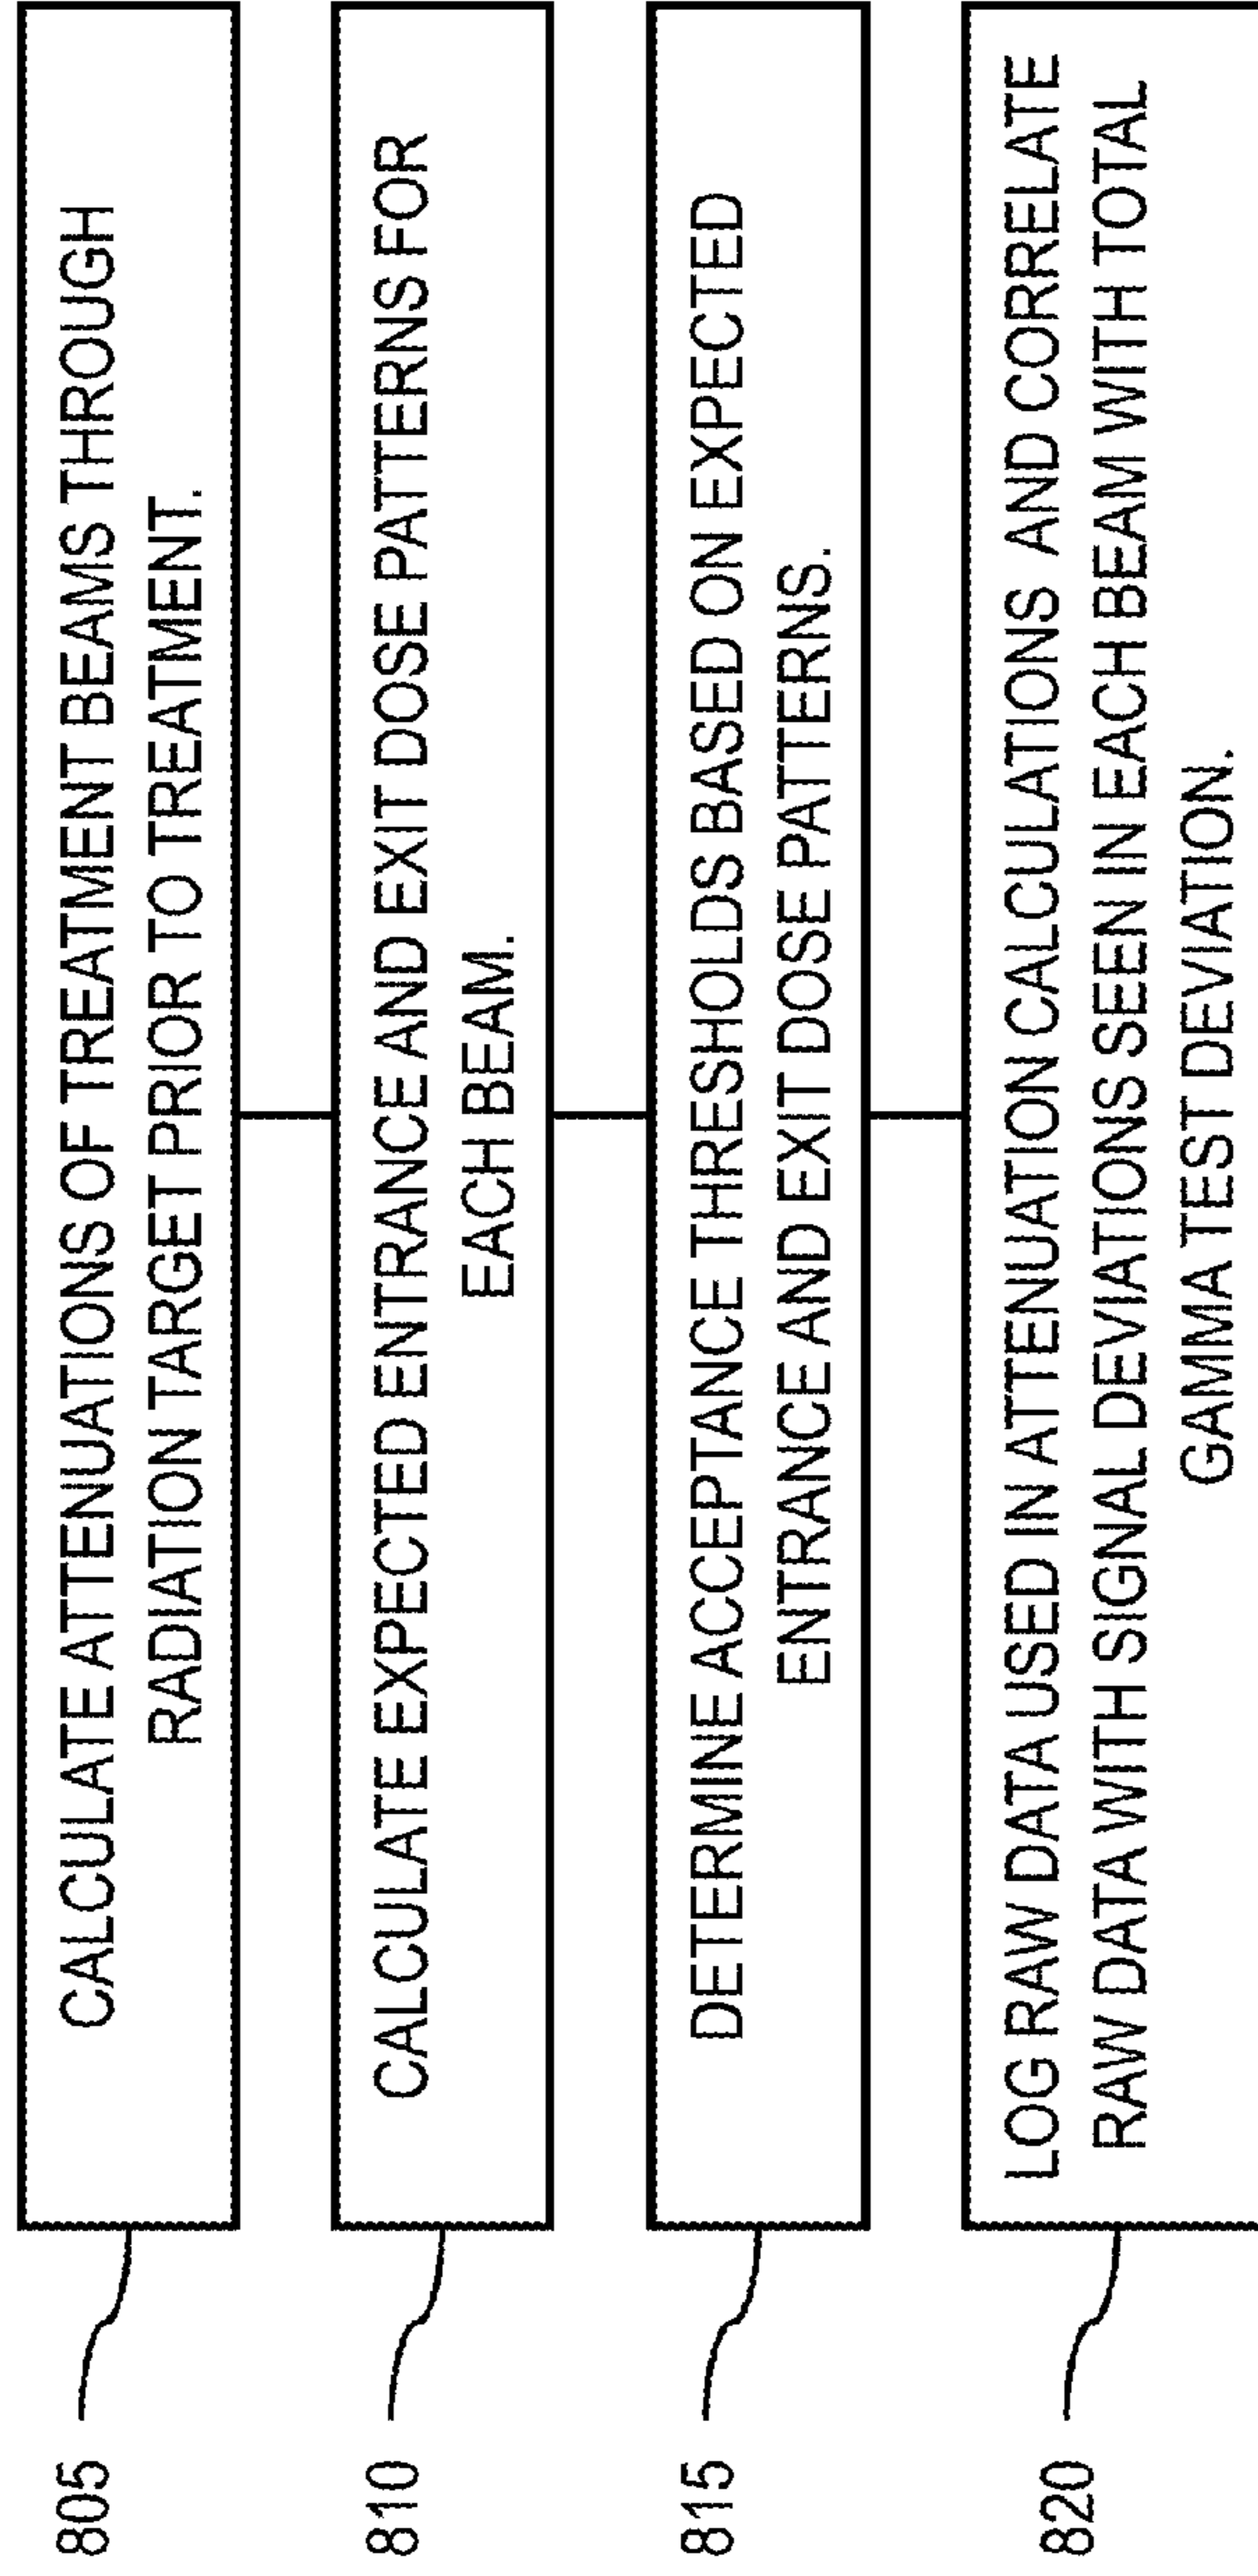 805
CALCULATE ATTENUATIONS OF TREATMENT BEAMS THROUGH
RADIATION TARGET PRIOR TO TREATMENT.
810
CALCULATE EXPECTED ENTRANCE AND EXIT DOSE PATTERNS FOR
EACH BEAM.
815
DETERMINE ACCEPTANCE THRESHOLDS BASED ON EXPECTED
ENTRANCE AND EXIT DOSE PATTERNS.
820
LOG RAW DATA USED IN ATTENUATION CALCULATIONS AND CORRELATE
RAW DATA WITH SIGNAL DEVIATIONS SEEN IN EACH BEAM WITH TOTAL
GAMMA TEST DEVIATION.